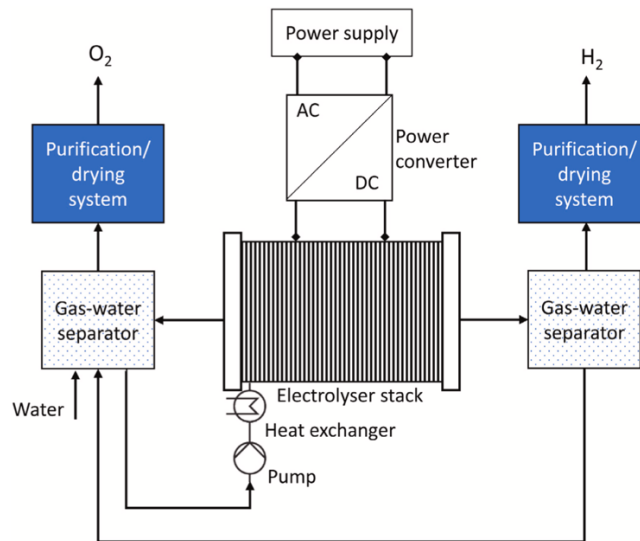 Power supply
O2
H2
AC
DC
Power
converter
Purification/
drying
system
Purification/
drying
system
Gas-water
separator
Gas-water
separator
Water
Electrolyser stack
Heat exchanger
Pump